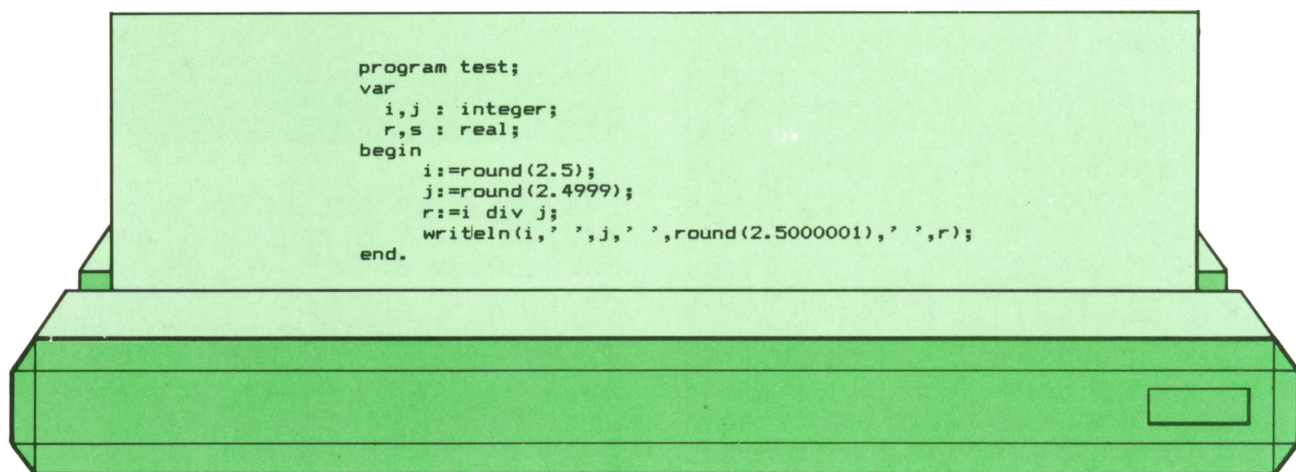 program test;
var
i,j : integer;
r,s : real;
begin
i:=round(2.5);
j:=round(2.4999);
r:=i div j;
writeln(i,' ',j,' ',round(2.5000001),' ',r);
end.